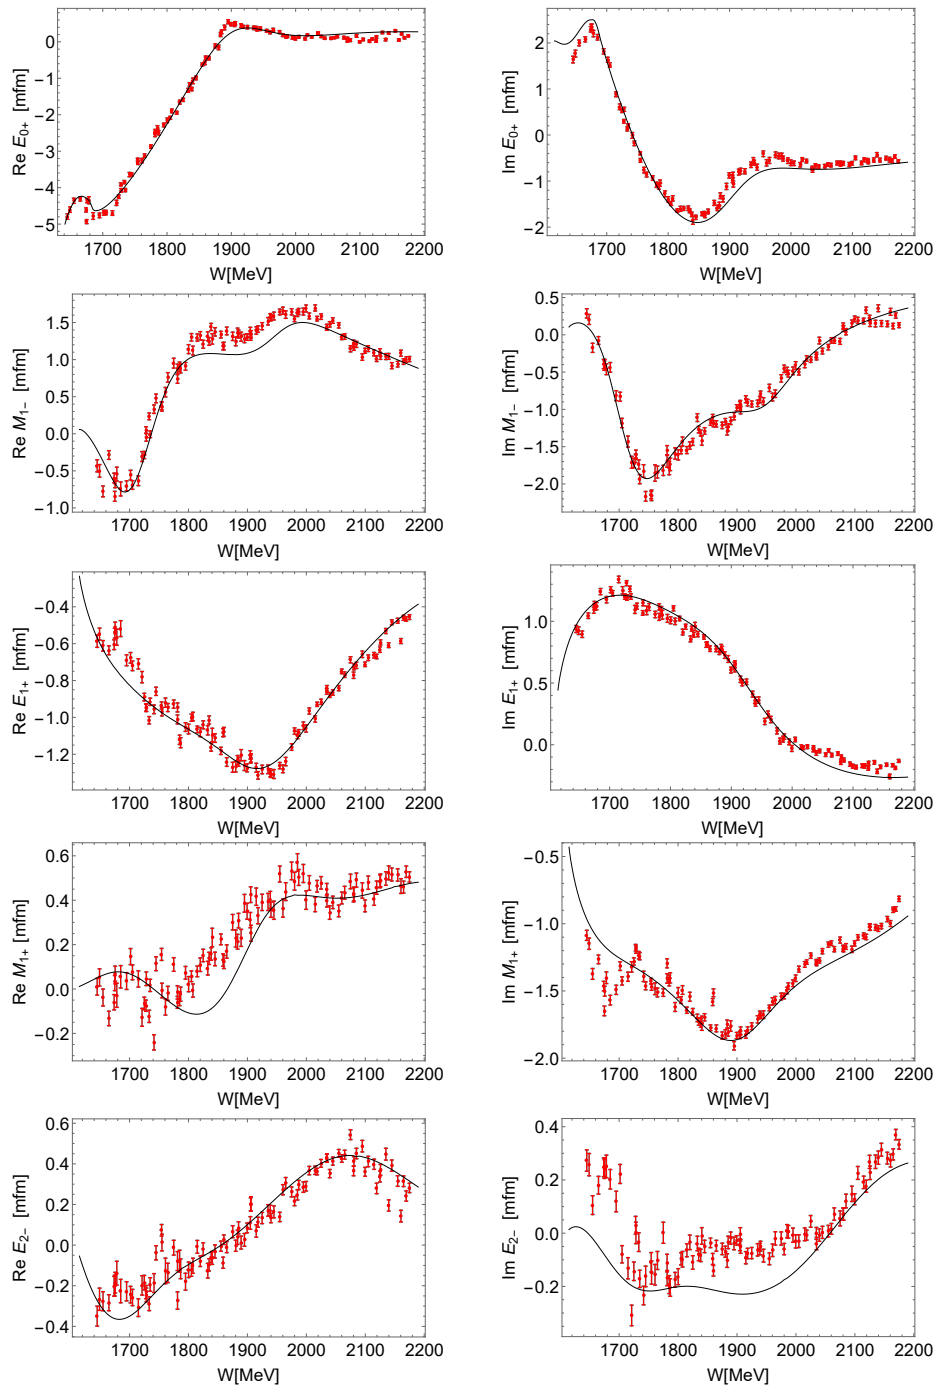 0
−1
−2
−3
−4
−5
Re E0+ [mfm]
1700 1800 1900 2000 2100 2200
W[MeV]
2
1
0
−1
−2
Im E0+ [mfm]
1700 1800 1900 2000 2100 2200
W[MeV]
1.5
1.0
0.5
0.0
−0.5
−1.0
Re M1− [mfm]
1700 1800 1900 2000 2100 2200
W[MeV]
0.5
0.0
−0.5
−1.0
−1.5
−2.0
Im M1− [mfm]
1700 1800 1900 2000 2100 2200
W[MeV]
−0.4
−0.6
−0.8
−1.0
−1.2
Re E1+ [mfm]
1700 1800 1900 2000 2100 2200
W[MeV]
1.0
0.5
0.0
Im E1+ [mfm]
1700 1800 1900 2000 2100 2200
W[MeV]
0.6
0.4
0.2
0.0
−0.2
Re M1+ [mfm]
1700 1800 1900 2000 2100 2200
W[MeV]
−0.5
−1.0
−1.5
−2.0
Im M1+ [mfm]
1700 1800 1900 2000 2100 2200
W[MeV]
0.6
0.4
0.2
0.0
−0.2
−0.4
Re E2− [mfm]
1700 1800 1900 2000 2100 2200
W[MeV]
0.4
0.2
0.0
−0.2
Im E2− [mfm]
1700 1800 1900 2000 2100 2200
W[MeV]